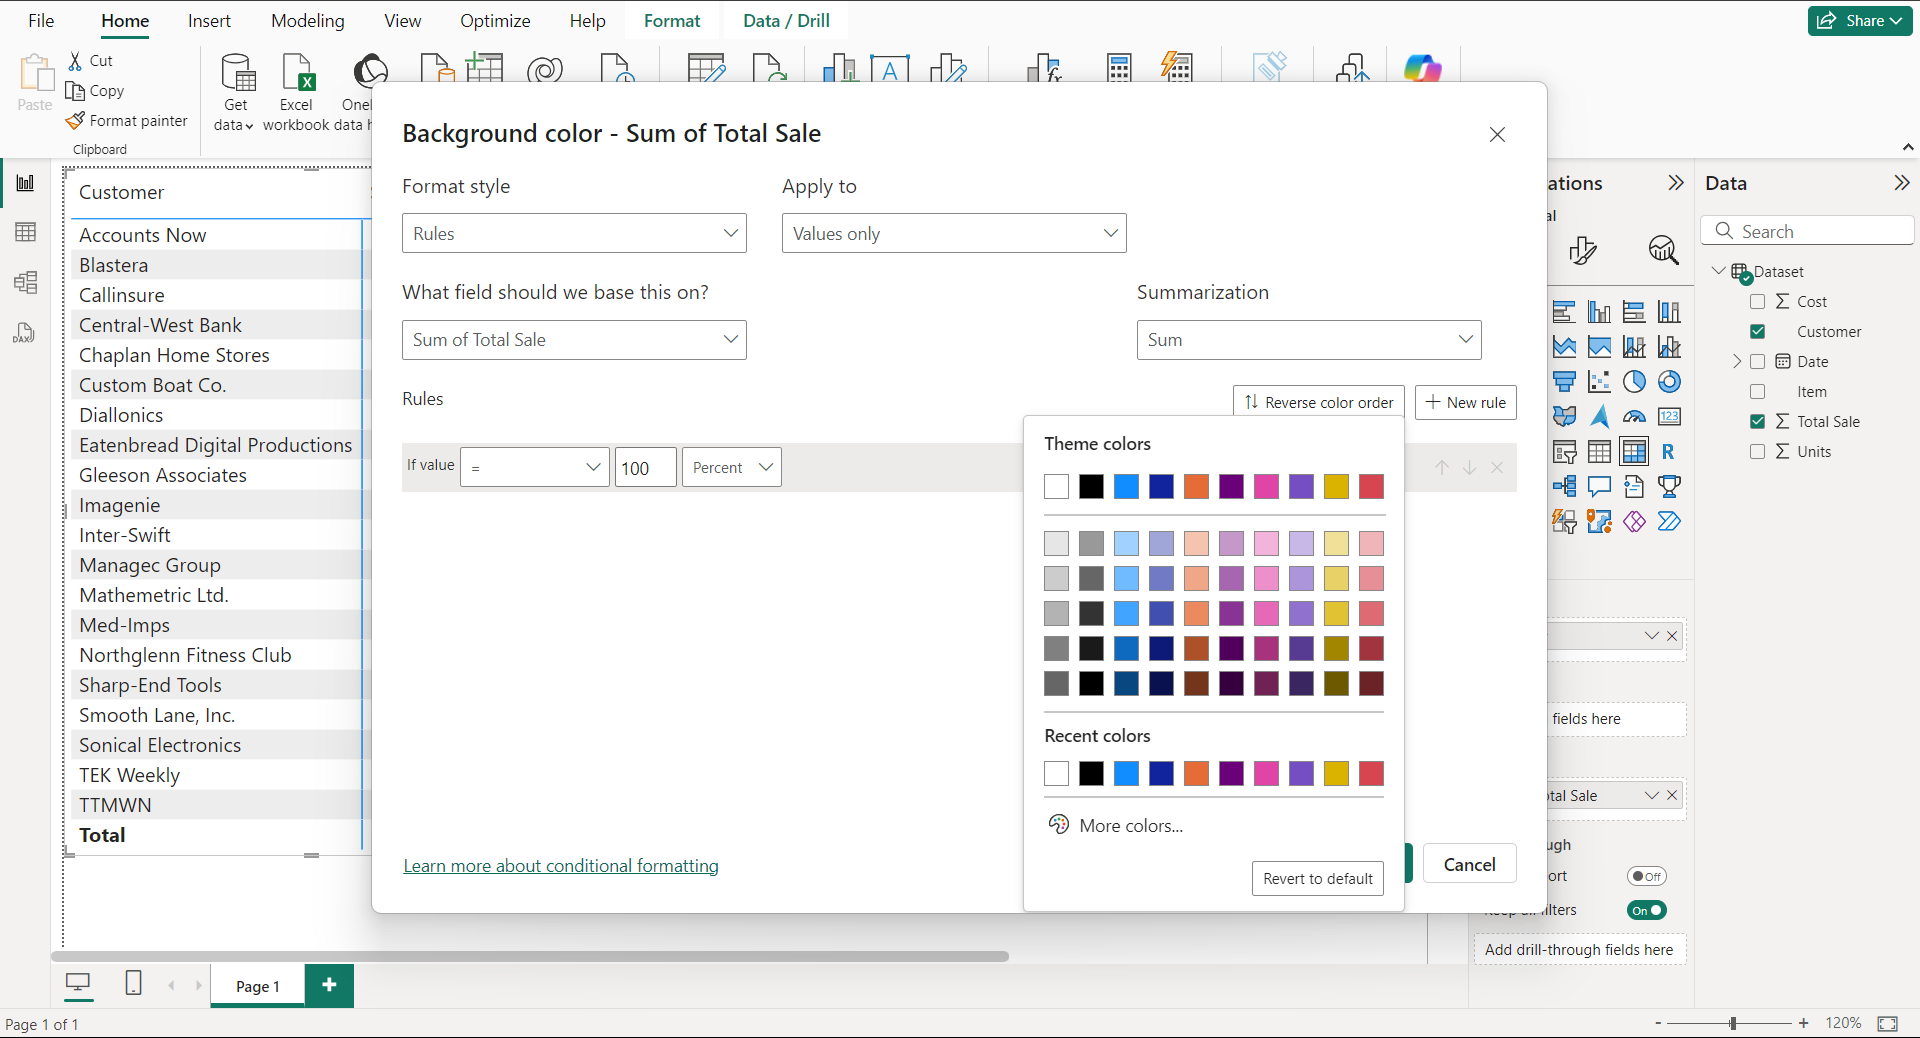 File Home Insert Modeling View Optimize Help Format Data / Drill Share
Paste
Cut
Copy
Format painter
Clipboard
Get data
Excel workbook
data
Background color - Sum of Total Sale
Format style
Rules
Apply to
Values only
What field should we base this on?
Sum of Total Sale
Summarization
Sum
Rules
Reverse color order
New rule
If value = 100 Percent
Theme colors
Recent colors
More colors...
Revert to default
Learn more about conditional formatting
Cancel
Customer
Accounts Now
Blastera
Callinsure
Central-West Bank
Chaplan Home Stores
Custom Boat Co.
Diallonics
Eatenbread Digital Productions
Gleeson Associates
Imagenie
Inter-Swift
Managec Group
Mathemetric Ltd.
Med-Imps
Northglenn Fitness Club
Sharp-End Tools
Smooth Lane, Inc.
Sonical Electronics
TEK Weekly
TTMWN
Total
DAX
ations
al
123
R
fields here
Sale
Off
On
Add drill-through fields here
Data
Search
Dataset
Cost
Customer
Date
Item
Total Sale
Units
Page 1
Page 1 of 1
- + 120%